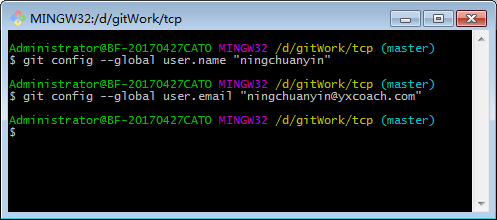 MINGW32:/d/gitWork/tcp
Administrator@BF-20170427CATO MINGW32 /d/gitWork/tcp (master)
$ git config --global user.name "ningchuanyin"
Administrator@BF-20170427CATO MINGW32 /d/gitWork/tcp (master)
$ git config --global user.email "ningchuanyin@yxcoach.com"
Administrator@BF-20170427CATO MINGW32 /d/gitWork/tcp (master)
$